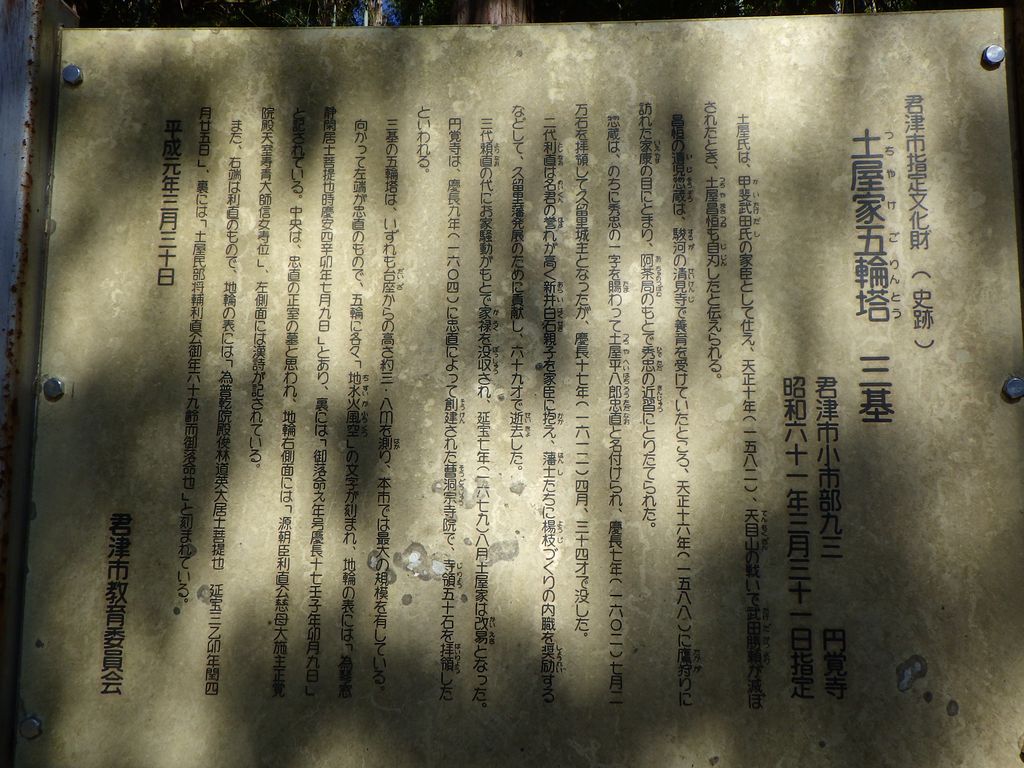 君津市指定文化財（史跡）
土屋家五輪塔　三基
君津市小市部九三　円覚寺
昭和六十一年三月三十一日指定
土屋氏は、甲斐武田氏の家臣として仕え、天正十年（一五八二）、天目山の戦いで武田勝頼が滅ぼ
されたとき、土屋昌恒も自刃したと伝えられる。
昌恒の遺児惣蔵は、駿河の清見寺で養育を受けていたところ、天正十六年（一五八八）に鷹狩りに
訪れた家康の目にとまり、阿茶局のもとで秀忠の近習にとりたてられた。
惣蔵は、のちに秀忠の一字を賜わって土屋平八郎忠直と名付けられ、慶長七年（一六〇二）七月二
万石を拝領して久留里城主となったが、慶長十七年（一六一二）四月、三十四才で没した。
二代利直は名君の誉れが高く新井白石親子を家臣に抱え、藩士たちに楊枝づくりの内職を奨励する
などして、久留里藩発展のために貢献し、六十九才で逝去した。
三代頼直の代にお家騒動がもとで家禄を没収され、延宝七年（一六七九）八月土屋家は改易となった。
円覚寺は、慶長九年（一六〇四）に忠直によって創建された曹洞宗寺院で、寺領五十石を拝領した
といわれる。
三基の五輪塔は、いずれも台座からの高さ約三・八mを測り、本市では最大の規模を有している。
向かって左端が忠直のもので、五輪に各々「地水火風空」の文字が刻まれ、地輪の表には「為琴窓
静閑居士菩提也時慶安四辛卯年七月九日」とあり、裏には「御落命え年号慶長十七壬子年卯月九日」
と記されている。中央は、忠直の正室の墓と思われ、地輪右側面には「源朝臣利直公慈母大施主正覚
院殿天室寿青大師信女尊位」、左側面には漢詩が記されている。
また、右端は利直のもので、地輪の表には「為普乾院殿俊林道英大居士菩提也　延宝三乙卯年閏四
月廿五日」、裏には「土屋民部将輔利直公御年六十九齢而御落命也」と刻まれている。
平成元年三月三十日
君津市教育委員会